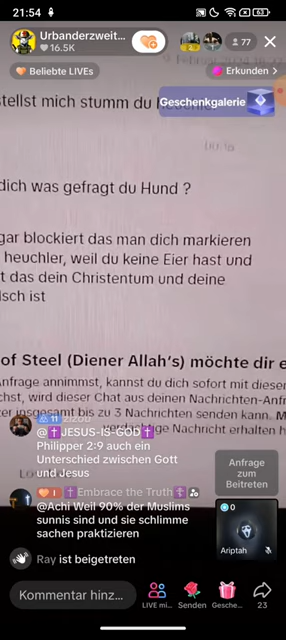 21:54
63
Urbanderzweit...
16.5K
77
Beliebte LIVEs
Erkunden
Geschenkgalerie
stellst mich stumm du
dich was gefragt du Hund ?
gar blockiert das man dich markieren
heuchler, weil du keine Eier hast und
t das dein Christentum und deine
isch ist
of Steel (Diener Allah's) möchte dir e
Anfrage annimmst, kannst du dich sofort mit dieser
chst, wird dieser Chat aus deinen Nachrichten-Anfr
er insgesamt bis zu 3 Nachrichten senden kann. M
Nachricht erhalten h
11
@✝️JESUS-IS-GOD✝️
Philipper 2:9 auch ein
Unterschied zwischen Gott
und Jesus
1
Embrace the Truth
@Achi Weil 90% der Muslims
sunnis sind und sie schlimme
sachen praktizieren
Ray ist beigetreten
Anfrage
zum
Beitreten
0
Ariptah
Kommentar hinz...
LIVE mi...
Senden
Gesche...
23